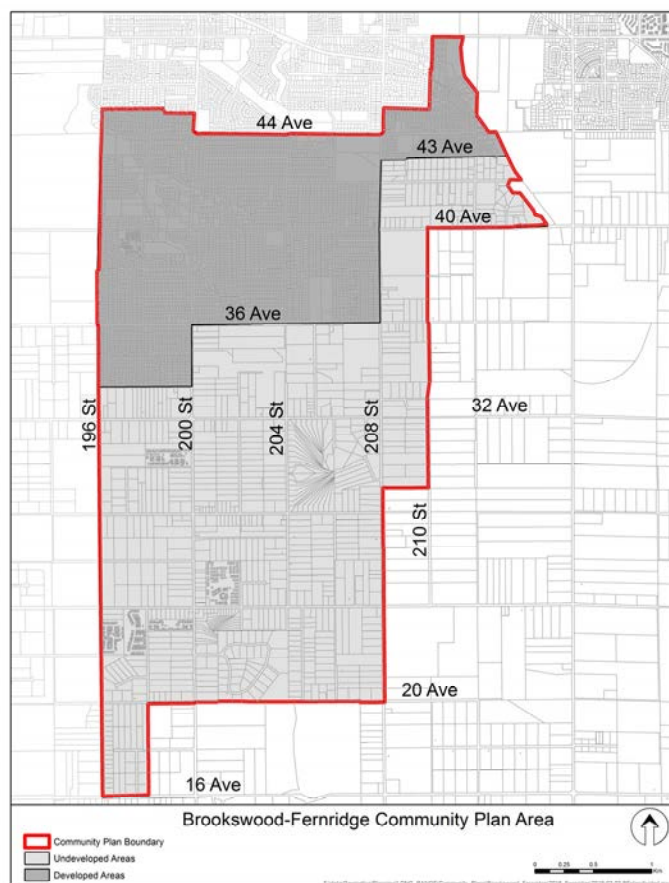 44 Ave
43 Ave
40 Ave
36 Ave
32 Ave
196 St
200 St
204 St
208 St
210 St
20 Ave
16 Ave
Brookswood-Fernridge Community Plan Area
Community Plan Boundary
Undeveloped Areas
Developed Areas
0 0.25 0.5 1